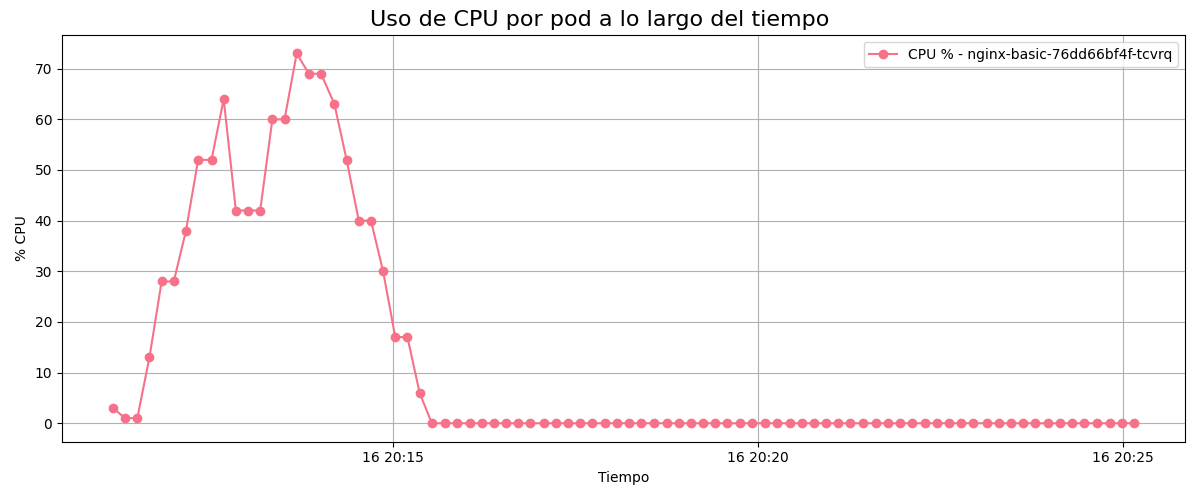 Uso de CPU por pod a lo largo del tiempo
CPU % - nginx-basic-76dd66bf4f-tcvrq
70
60
50
40
30
20
10
0
% CPU
16 20:15
16 20:20
16 20:25
Tiempo